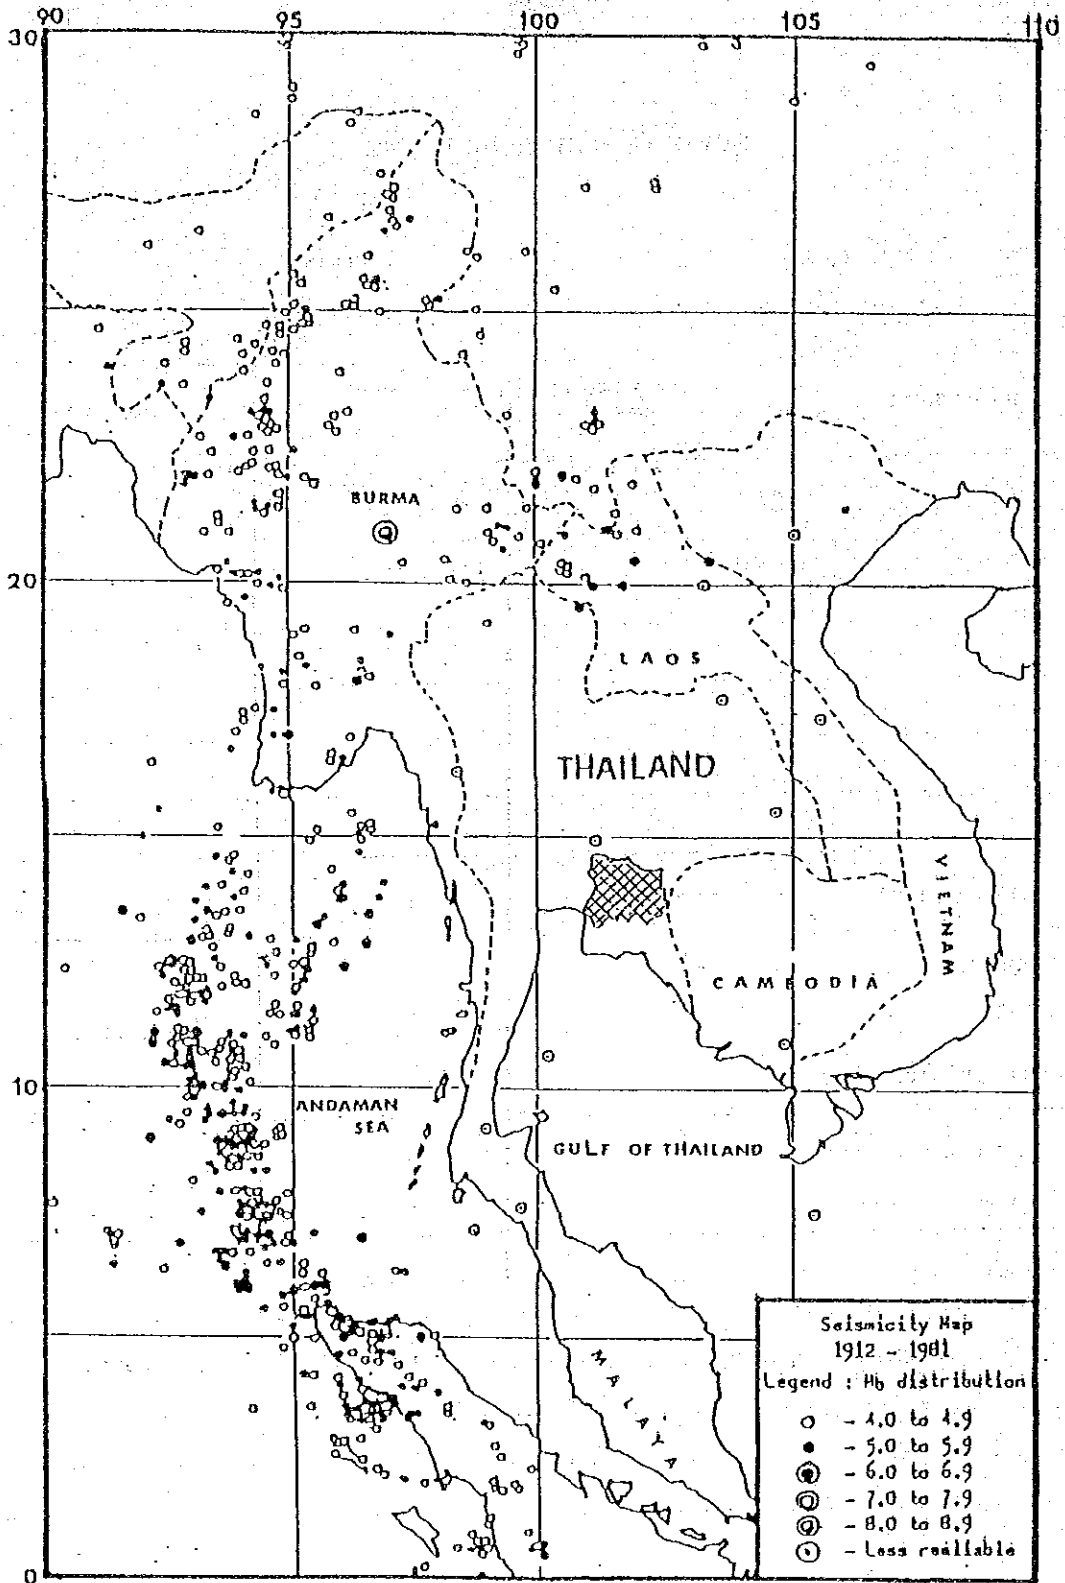 90 95 100 105 110
30
BURMA
20
LAOS
THAILAND
VIETNAM
CAMBODIA
10
ANDAMAN
SEA
GULF OF THAILAND
MALAYA
0
Seismicity Map
1912 - 1981
Legend : Mb distribution
- 4.0 to 4.9
- 5.0 to 5.9
- 6.0 to 6.9
- 7.0 to 7.9
- 8.0 to 8.9
- Less reallable